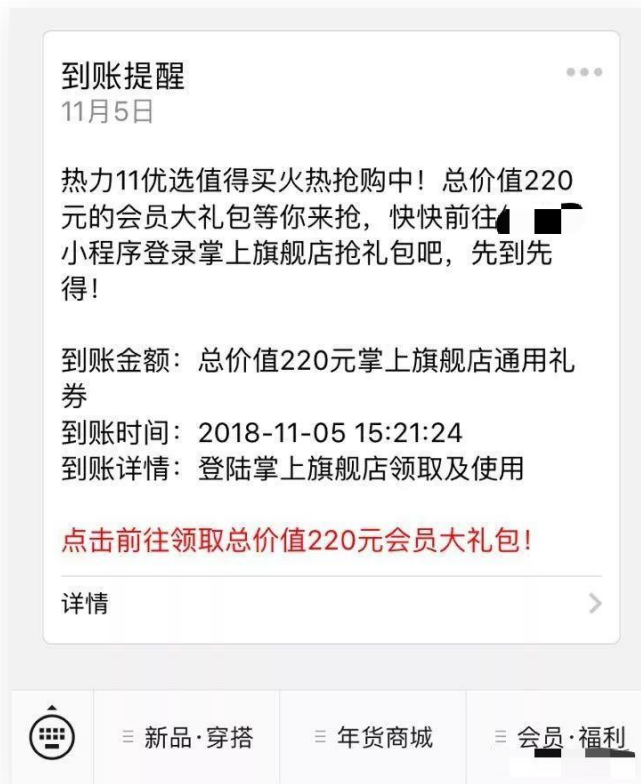 到账提醒
11月5日
热力11优选值得买火热抢购中！总价值220
元的会员大礼包等你来抢，快快前往
小程序登录掌上旗舰店抢礼包吧，先到先
得！
到账金额：总价值220元掌上旗舰店通用礼
券
到账时间：2018-11-05 15:21:24
到账详情：登陆掌上旗舰店领取及使用
点击前往领取总价值220元会员大礼包！
详情
新品·穿搭
年货商城
会员·福利